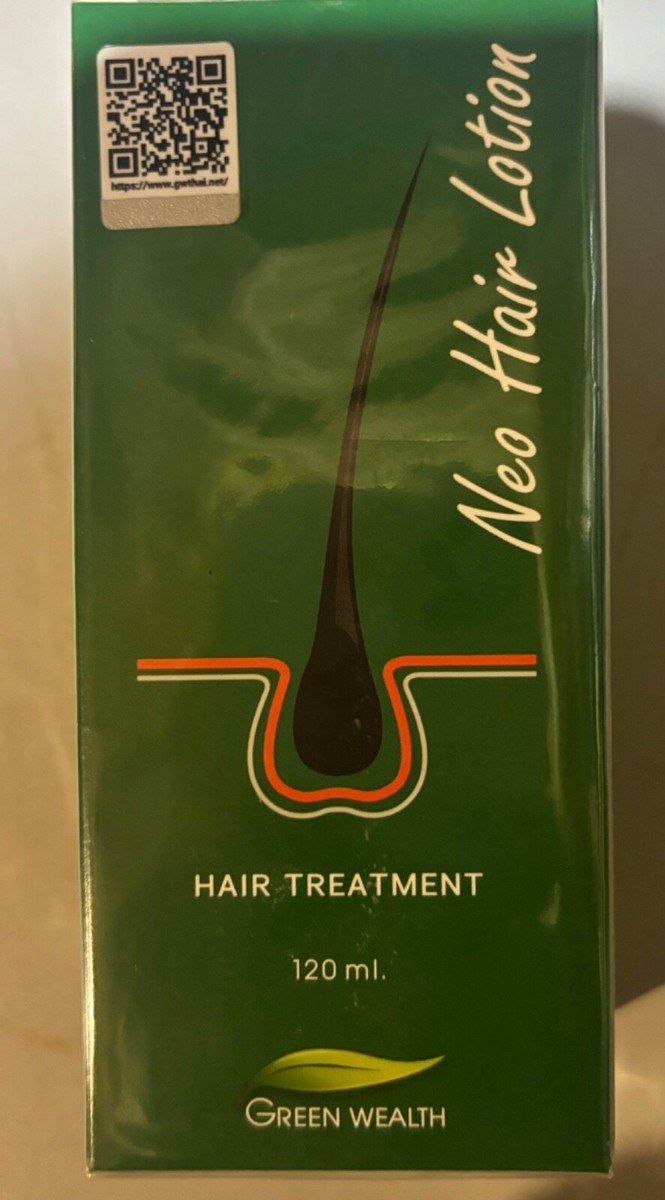 https://www.gwthai.net/
Neo Hair Lotion
HAIR TREATMENT
120 ml.
GREEN WEALTH